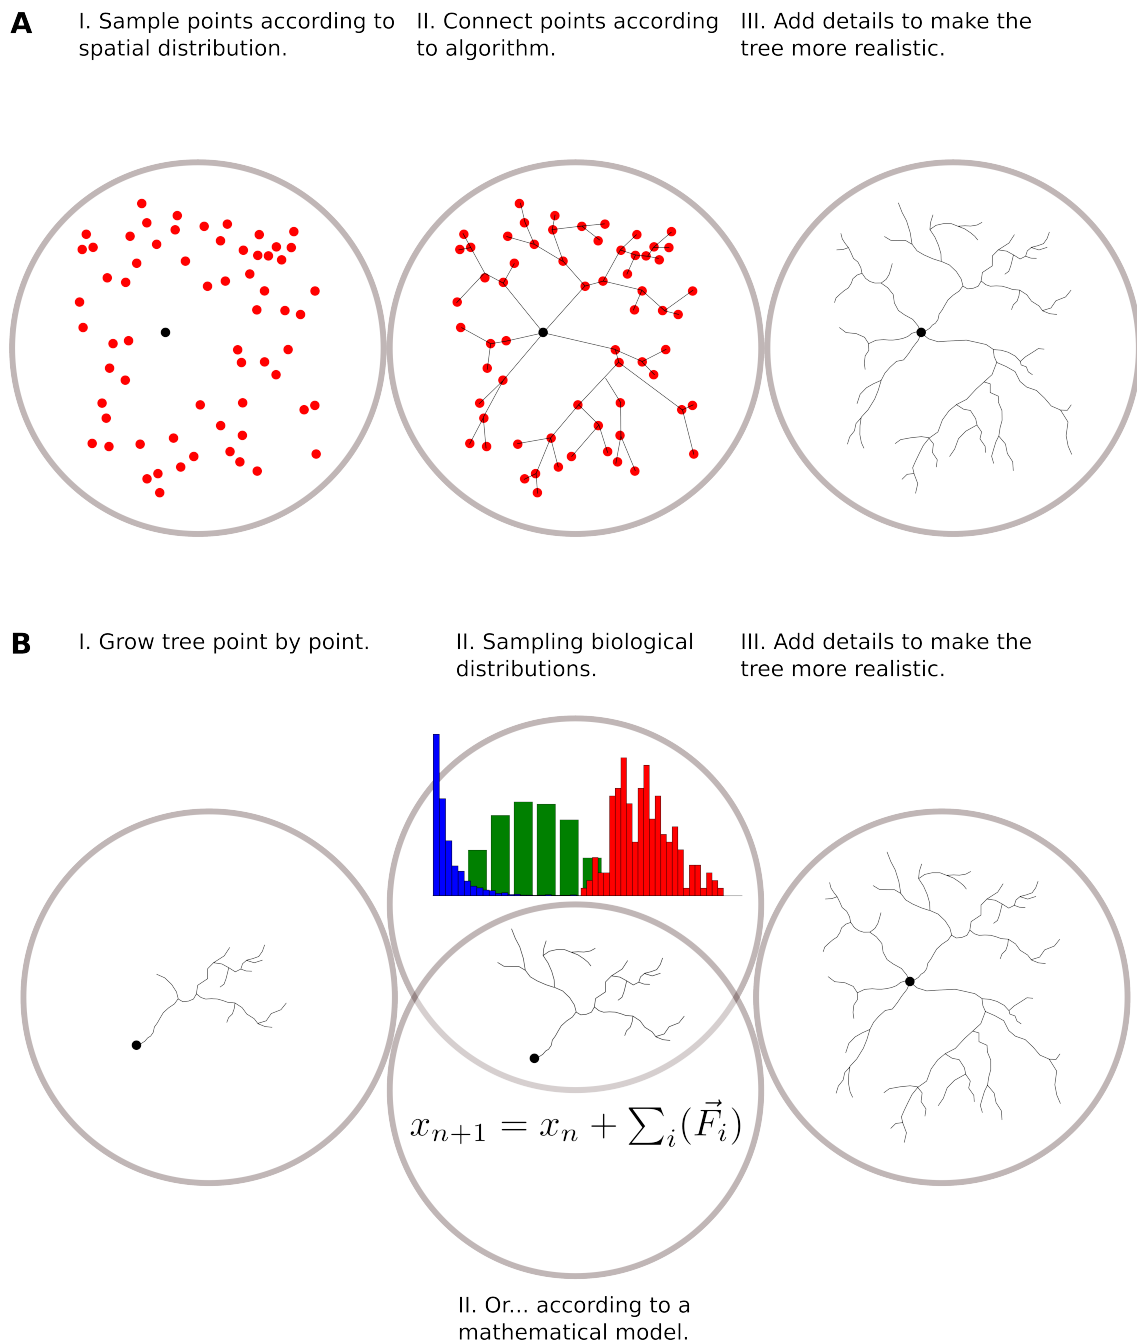 A
I. Sample points according to
spatial distribution.
II. Connect points according
to algorithm.
III. Add details to make the
tree more realistic.
B
I. Grow tree point by point.
II. Sampling biological
distributions.
III. Add details to make the
tree more realistic.
x_{n+1} = x_n + \sum_i(\vec{F}_i)
II. Or... according to a
mathematical model.